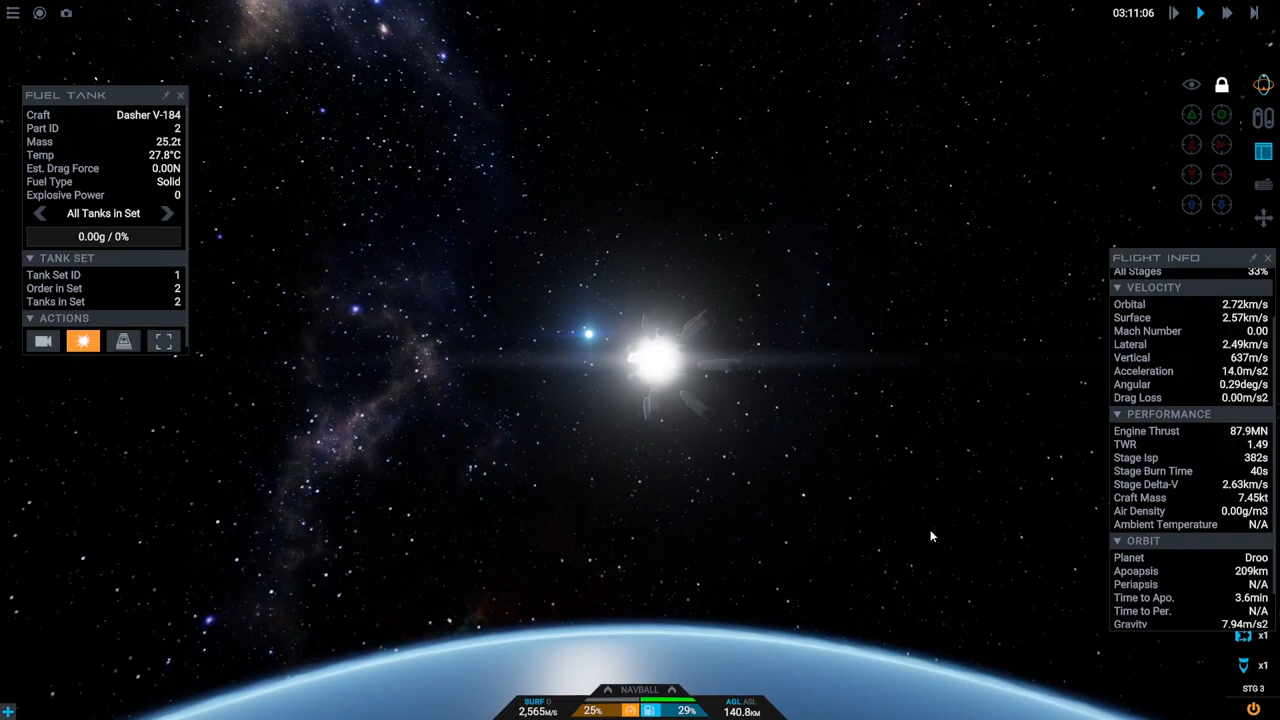 03:11:06
FUEL TANK
Craft Dasher V-184
Part ID 2
Mass 25.2t
Temp 27.8°C
Est. Drag Force 0.00N
Fuel Type Solid
Explosive Power 0
All Tanks in Set
0.00g / 0%
TANK SET
Tank Set ID 1
Order in Set 2
Tanks in Set 2
ACTIONS
FLIGHT INFO
All Stages 33%
VELOCITY
Orbital 2.72km/s
Surface 2.57km/s
Mach Number 0.00
Lateral 2.49km/s
Vertical 637m/s
Acceleration 14.0m/s2
Angular 0.29deg/s
Drag Loss 0.00m/s2
PERFORMANCE
Engine Thrust 87.9MN
TWR 1.49
Stage Isp 382s
Stage Burn Time 40s
Stage Delta-V 2.63km/s
Craft Mass 7.45kt
Air Density 0.00g/m3
Ambient Temperature N/A
ORBIT
Planet Droo
Apoapsis 209km
Periapsis N/A
Time to Apo. 3.6min
Time to Per. N/A
Gravity 7.94m/s2
x1
x1
STG 3
NAVBALL
SURF O
2,565M/S
25%
29%
AGL ASL
140.8KM